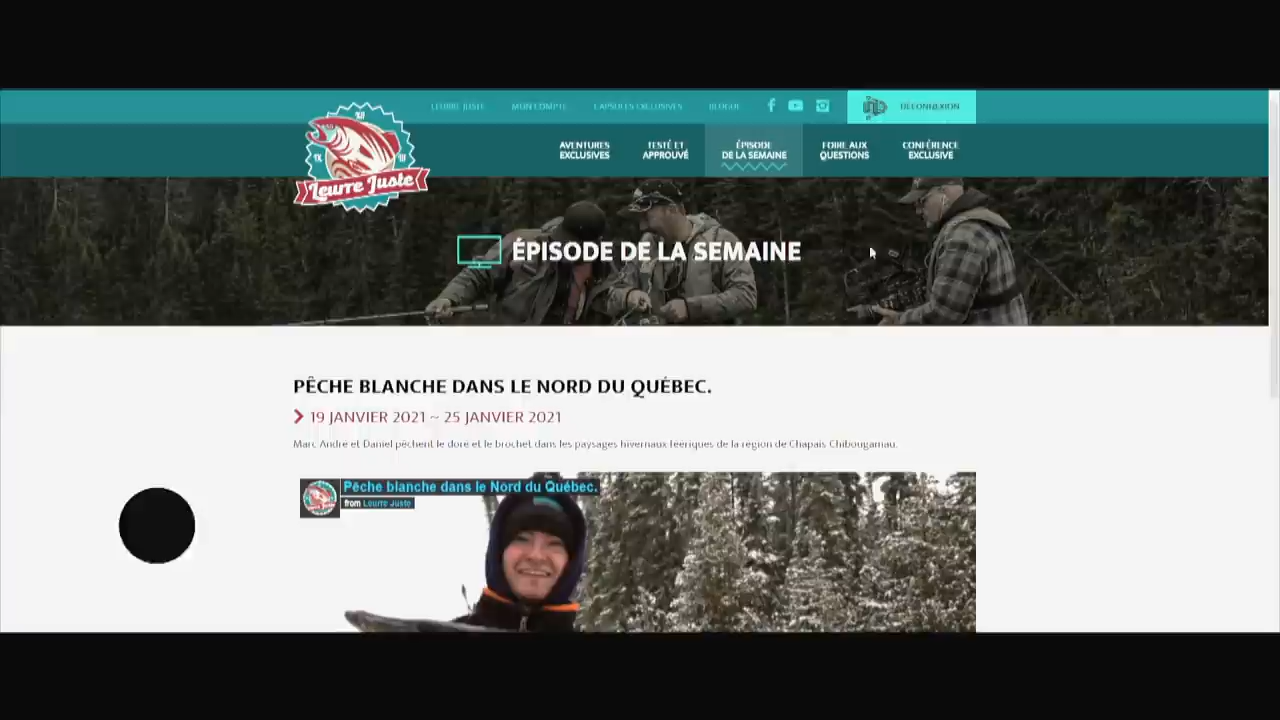 LEURRE JUSTE
MON COMPTE
CAPSULES EXCLUSIVES
BLOGUE
DÉCONNEXION
Leurre Juste
AVENTURES
EXCLUSIVES
TESTÉ ET
APPROUVÉ
ÉPISODE
DE LA SEMAINE
FOIRE AUX
QUESTIONS
CONFÉRENCE
EXCLUSIVE
ÉPISODE DE LA SEMAINE
PÊCHE BLANCHE DANS LE NORD DU QUÉBEC.
19 JANVIER 2021 ~ 25 JANVIER 2021
Marc André et Daniel pêchent le doré et le brochet dans les paysages hivernaux féériques de la région de Chapais Chibougamau.
Pêche blanche dans le Nord du Québec.
from Leurre Juste